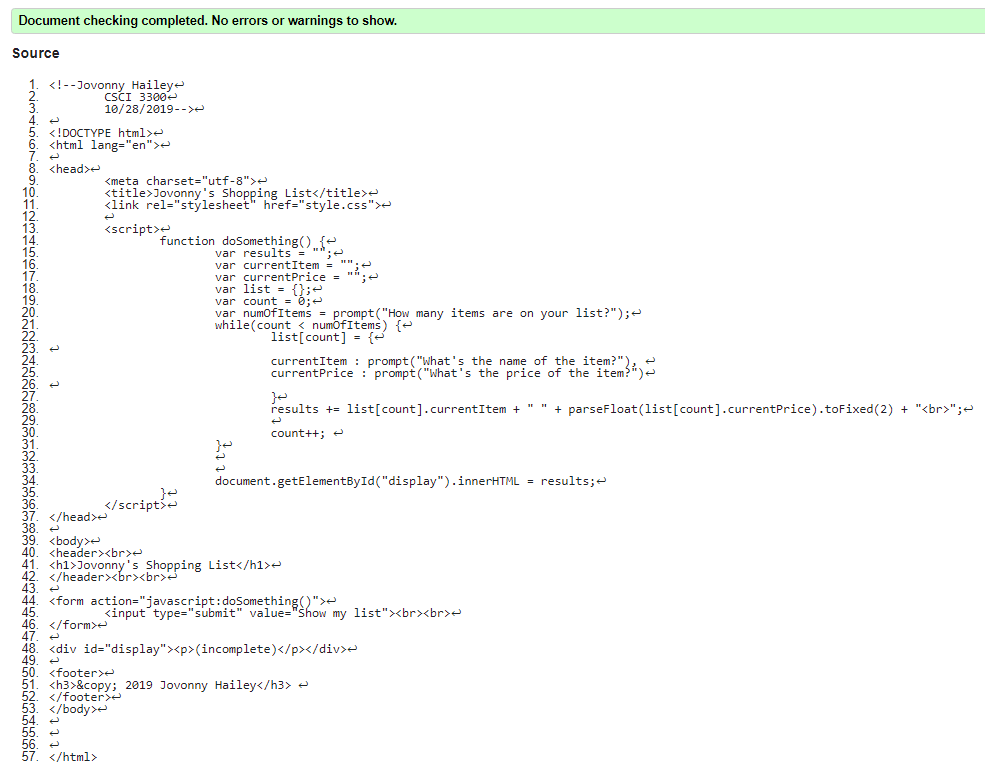 Document checking completed. No errors or warnings to show.
Source
1. <!--Jovonny Hailey↩
2. CSCI 3300↩
3. 10/28/2019-->↩
4. ↩
5. <!DOCTYPE html>↩
6. <html lang="en">↩
7. ↩
8. <head>↩
9. <meta charset="utf-8">↩
10. <title>Jovonny's Shopping List</title>↩
11. <link rel="stylesheet" href="style.css">↩
12. ↩
13. <script>↩
14. function doSomething() {↩
15. var results = "";↩
16. var currentItem = "";↩
17. var currentPrice = "";↩
18. var list = {};↩
19. var count = 0;↩
20. var numOfItems = prompt("How many items are on your list?");↩
21. while(count < numOfItems) {↩
22. list[count] = {↩
23. ↩
24. currentItem : prompt("What's the name of the item?"), ↩
25. currentPrice : prompt("What's the price of the item?")↩
26. ↩
27. }↩
28. results += list[count].currentItem + " " + parseFloat(list[count].currentPrice).toFixed(2) + "<br>";↩
29. ↩
30. count++; ↩
31. }↩
32. ↩
33. ↩
34. document.getElementById("display").innerHTML = results;↩
35. }↩
36. </script>↩
37. </head>↩
38. ↩
39. <body>↩
40. <header><br>↩
41. <h1>Jovonny's Shopping List</h1>↩
42. </header><br><br>↩
43. ↩
44. <form action="javascript:doSomething()">↩
45. <input type="submit" value="Show my list"><br><br>↩
46. </form>↩
47. ↩
48. <div id="display"><p>(incomplete)</p></div>↩
49. ↩
50. <footer>↩
51. <h3>&copy; 2019 Jovonny Hailey</h3> ↩
52. </footer>↩
53. </body>↩
54. ↩
55. ↩
56. ↩
57. </html>